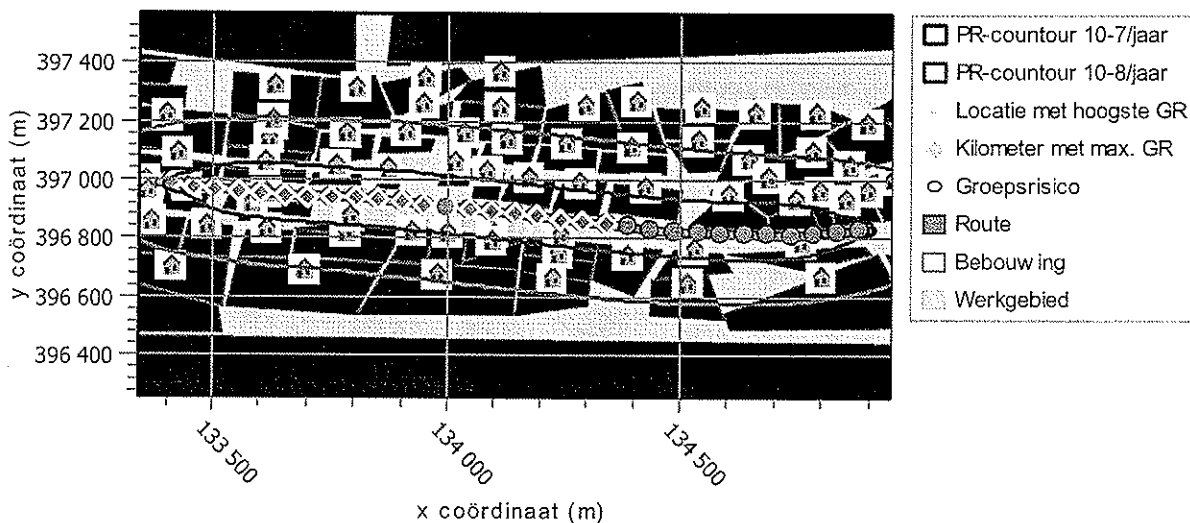 397 400
397 200
397 000
396 800
396 600
396 400
y coördinaat (m)
133 500
134 000
134 500
x coördinaat (m)
PR-countour 10-7/jaar
PR-countour 10-8/jaar
Locatie met hoogste GR
Kilometer met max. GR
Groepsrisico
Route
Bebouwing
Werkgebied